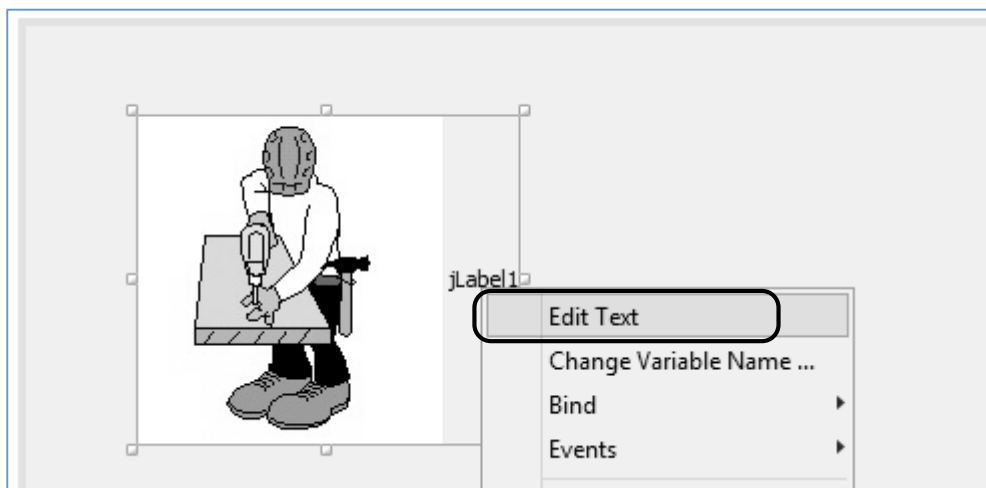 jLabel1
Edit Text
Change Variable Name ...
Bind
Events